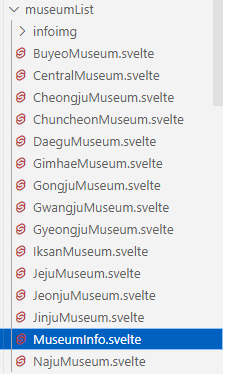 museumList
infoimg
BuyeoMuseum.svelte
CentralMuseum.svelte
CheongjuMuseum.svelte
ChuncheonMuseum.svelte
DaeguMuseum.svelte
GimhaeMuseum.svelte
GongjuMuseum.svelte
GwangjuMuseum.svelte
GyeongjuMuseum.svelte
IksanMuseum.svelte
JejuMuseum.svelte
JeonjuMuseum.svelte
JinjuMuseum.svelte
MuseumInfo.svelte
NajuMuseum.svelte